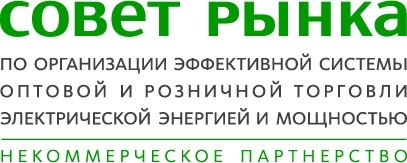 совет рынка
ПО ОРГАНИЗАЦИИ ЭФФЕКТИВНОЙ СИСТЕМЫ
ОПТОВОЙ И РОЗНИЧНОЙ ТОРГОВЛИ
ЭЛЕКТРИЧЕСКОЙ ЭНЕРГИЕЙ И МОЩНОСТЬЮ
НЕКОММЕРЧЕСКОЕ ПАРТНЕРСТВО